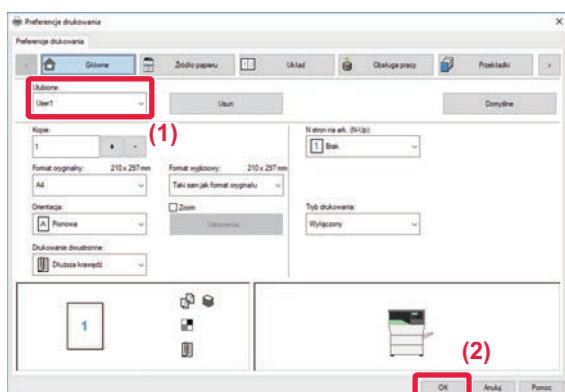 Preferencje drukowania
Preferencje drukowania
Główne Źródło papieru Układ Obsługa pracy Przekładki
Ulubione:
User1 Usuń Domyślne
(1)
Kopie: N stron na ark. (N-Up):
1 + - 1 Brak
Format oryginału: 210 x 297 mm Format wyjściowy: 210 x 297 mm
A4 Taki sam jak format oryginału
Orientacja: Zoom Tryb drukowania:
A Pionowa Ustawienia... Wyłączony
Drukowanie dwustronne:
Dłuższa krawędź
1
(2)
OK Anuluj Pomoc